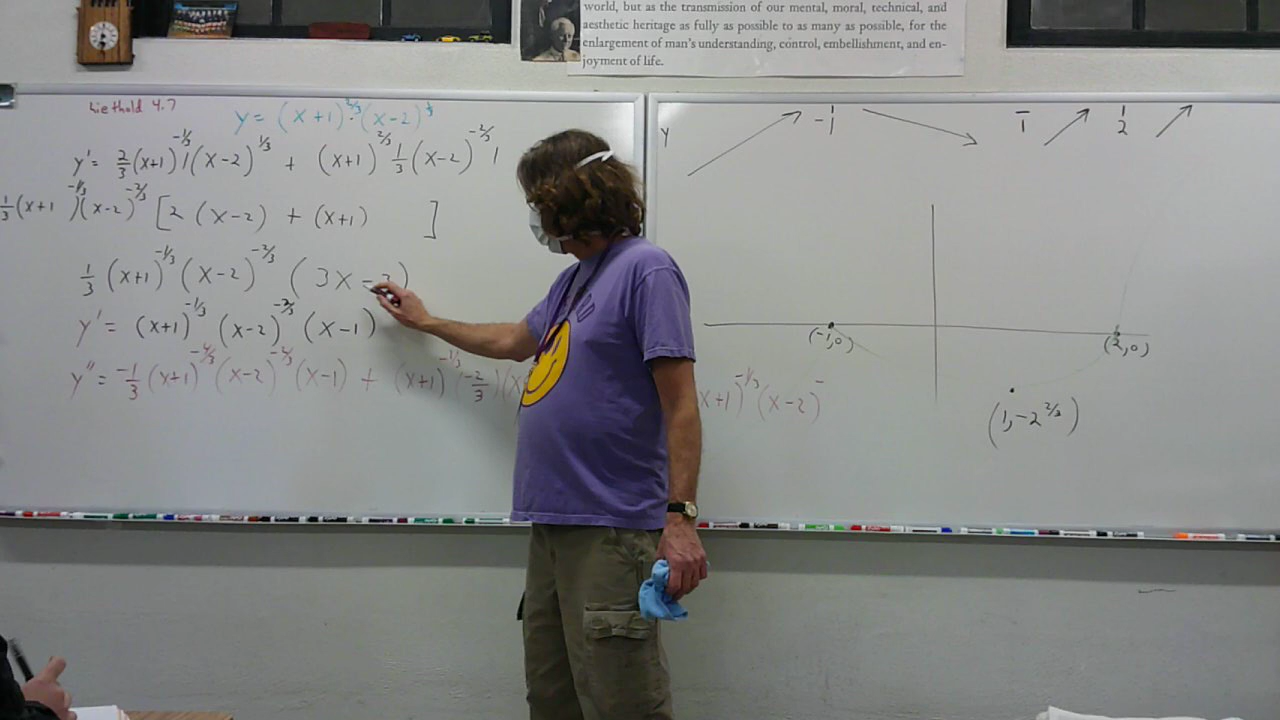 world, but as the transmission of our mental, moral, technical, and
aesthetic heritage as fully as possible to as many as possible, for the
enlargement of man's understanding, control, embellishment, and en-
joyment of life.
Liethold 4.7
y = (x+1)^2/3 · (x-2)^1/3
y' = 2/3 (x+1)^-1/3 1 (x-2)^1/3 + (x+1)^2/3 1/3 (x-2)^-2/3 1
1/3 (x+1)^-1/3 (x-2)^-2/3 [2 (x-2) + (x+1) ]
1/3 (x+1)^-1/3 (x-2)^-2/3 (3x-3)
y' = (x+1)^-1/3 (x-2)^-2/3 (x-1)
y'' = -1/3 (x+1)^-4/3 (x-2)^-2/3 (x-1) + (x+1)^-1/3 (-2/3)(x
x+1)^-1/3 (x-2)^-
y ↗ -1 ↘ 1 ↗ 2 ↗
(-1,0)
(2,0)
(1, -2^2/3)